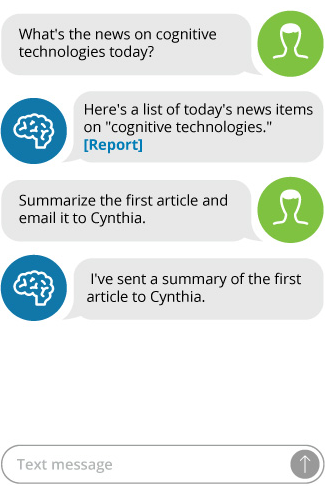 What's the news on cognitive
technologies today?
Here's a list of today's news items
on "cognitive technologies."
[Report]
Summarize the first article and
email it to Cynthia.
I've sent a summary of the first
article to Cynthia.
Text message